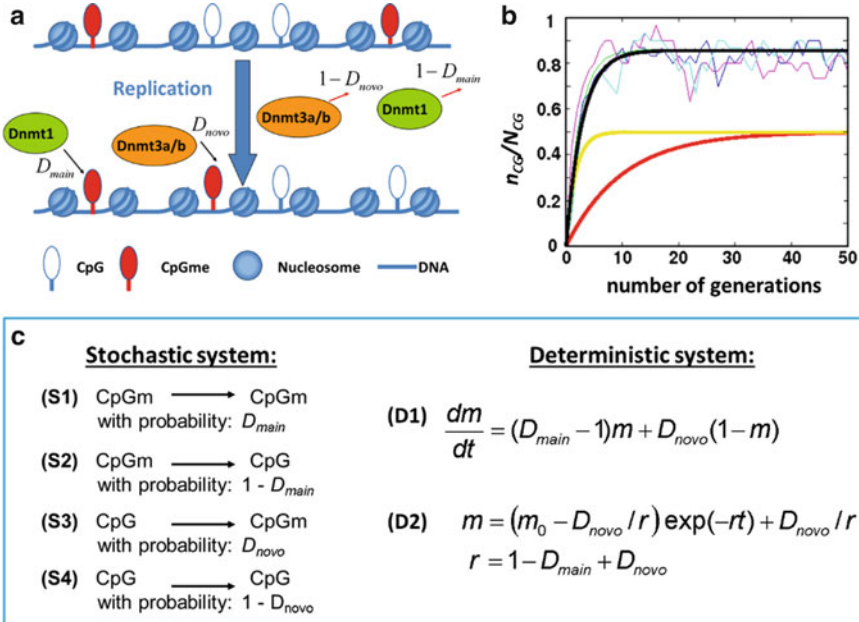 a
Replication
1-D_novo
1-D_main
Dnmt1
D_main
Dnmt3a/b
D_novo
Dnmt3a/b
Dnmt1
CpG
CpGme
Nucleosome
DNA
b
n_CG/N_CG
1
0.8
0.6
0.4
0.2
0
0 10 20 30 40 50
number of generations
c
Stochastic system:
(S1) CpGm → CpGm
with probability: D_main
(S2) CpGm → CpG
with probability: 1 - D_main
(S3) CpG → CpGm
with probability: D_novo
(S4) CpG → CpG
with probability: 1 - D_novo
Deterministic system:
(D1) dm/dt = (D_main - 1)m + D_novo(1 - m)
(D2) m = (m_0 - D_novo / r) exp(-rt) + D_novo / r
r = 1 - D_main + D_novo